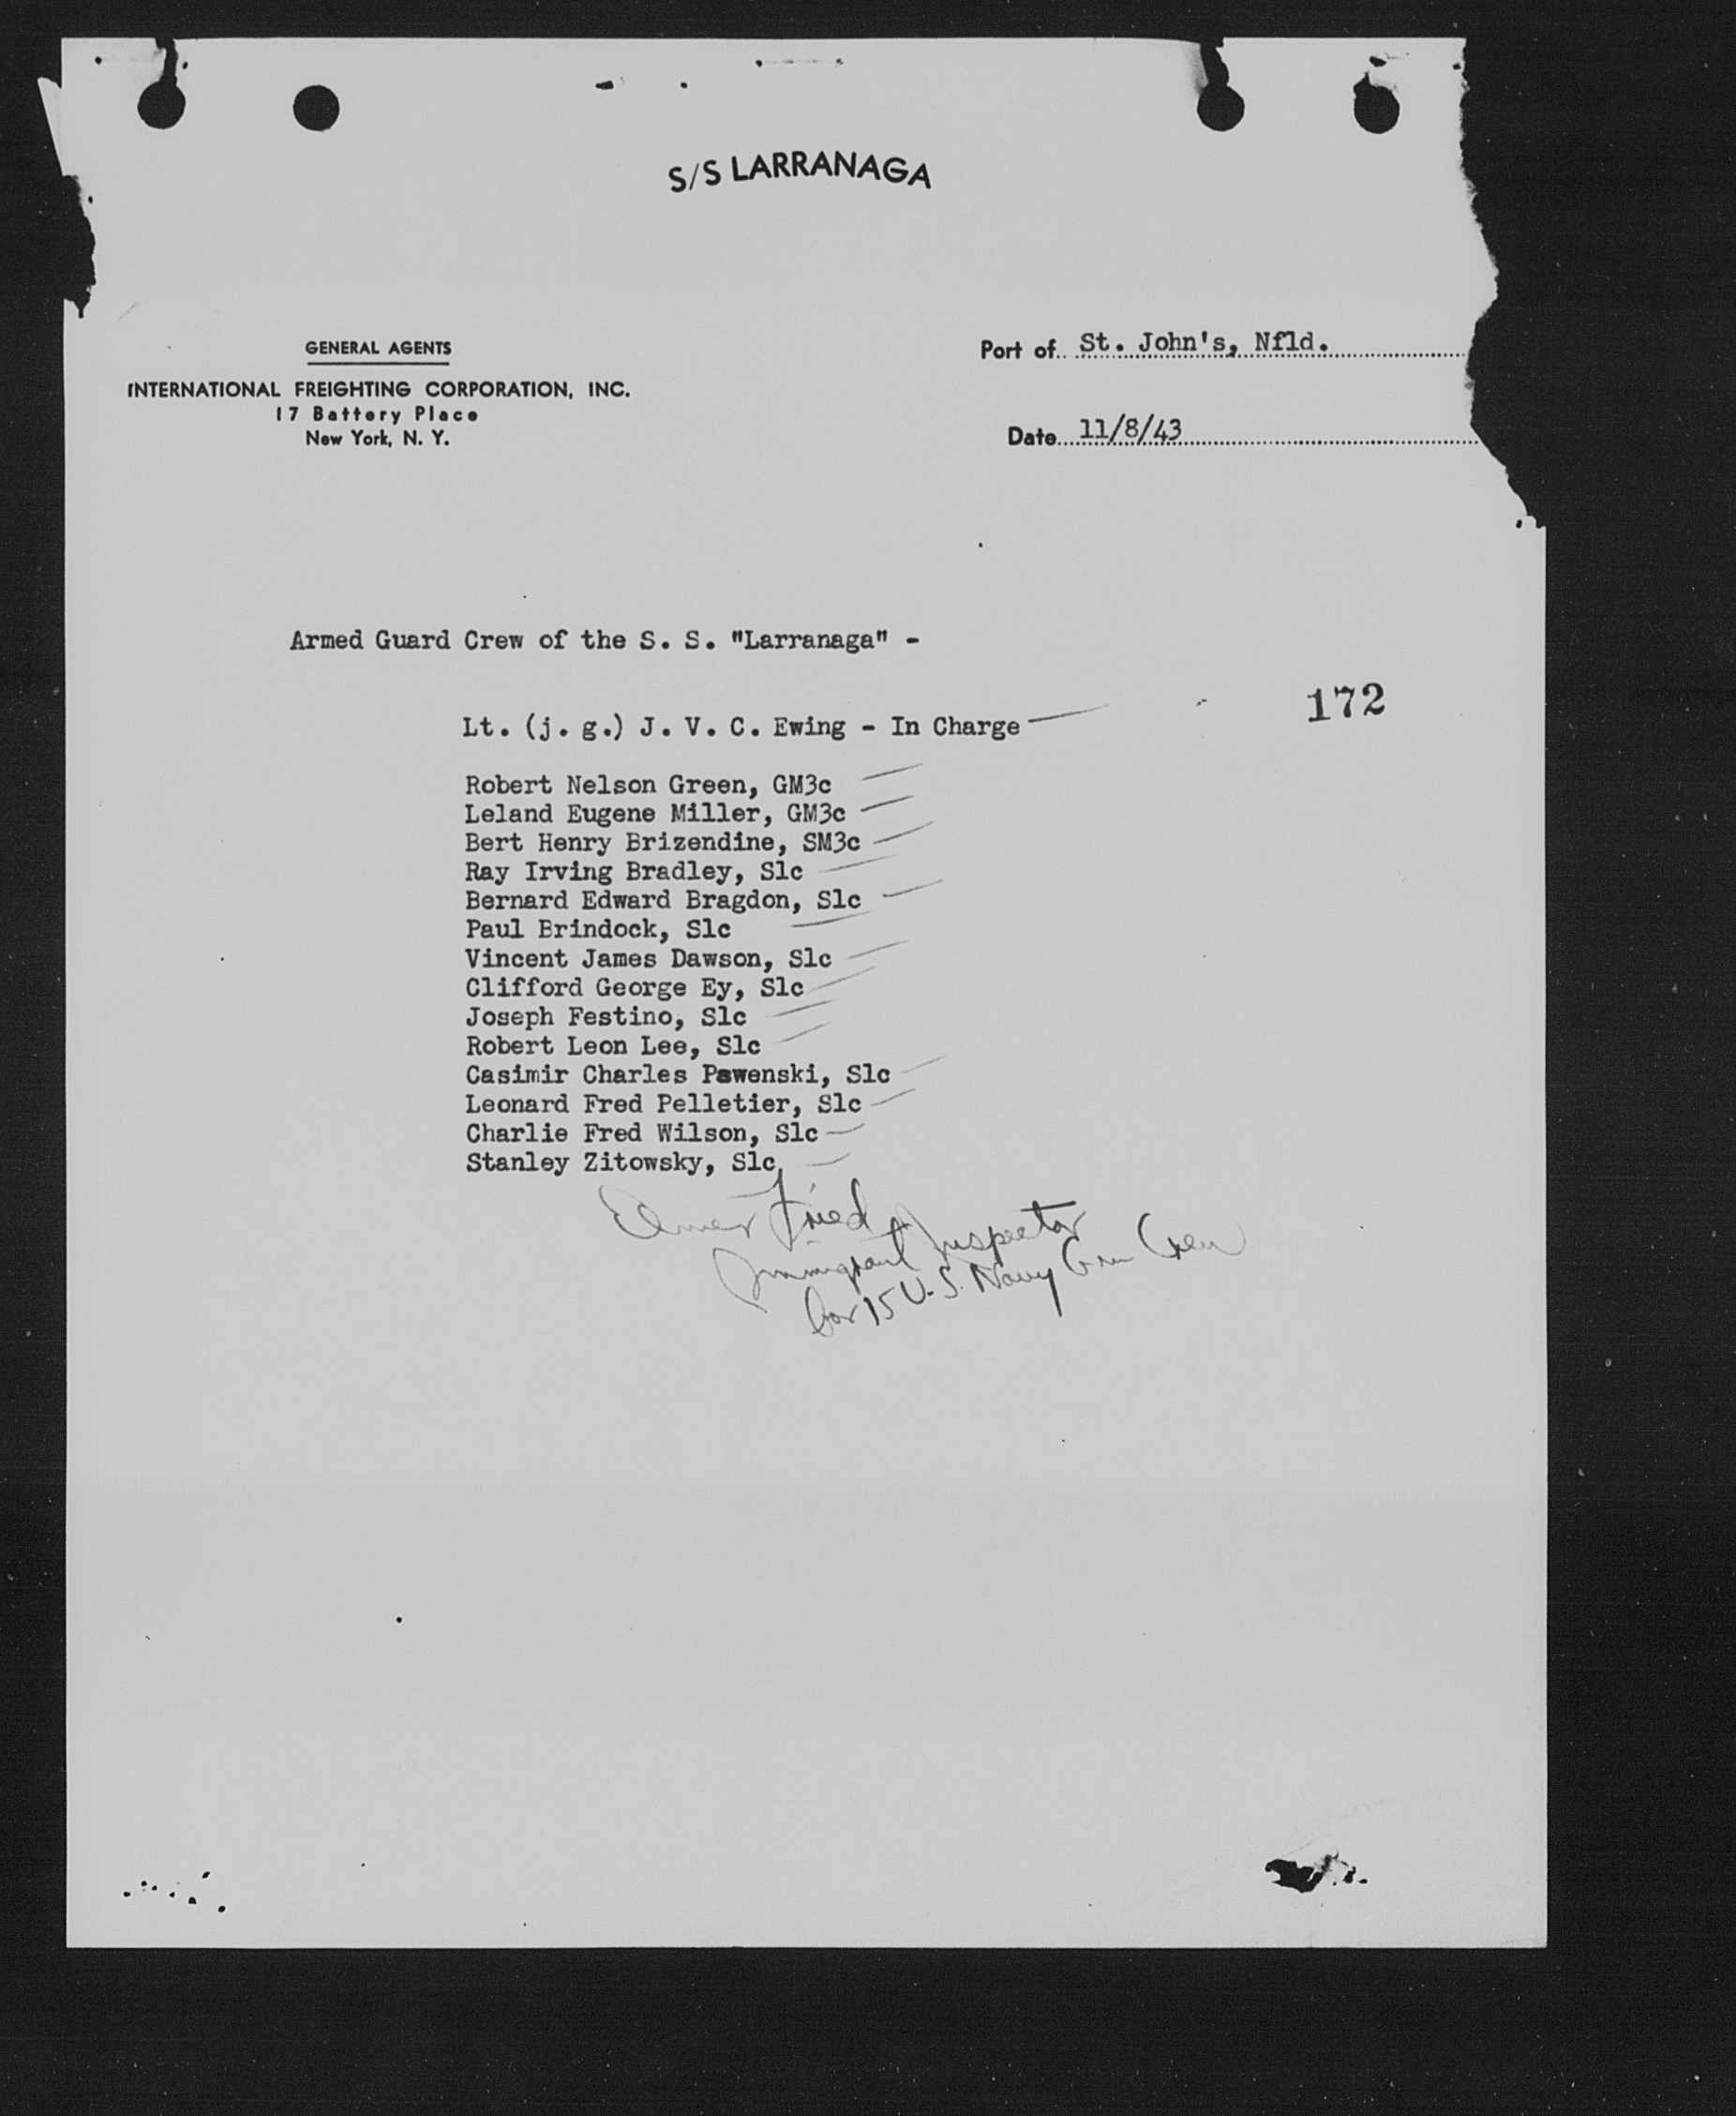 S/S LARRANAGA
GENERAL AGENTS
INTERNATIONAL FREIGHTING CORPORATION, INC.
17 Battery Place
New York, N. Y.
Port of St. John's, Nfld.
Date 11/8/43
Armed Guard Crew of the S. S. "Larranaga" -
172
Lt. (j. g.) J. V. C. Ewing - In Charge
Robert Nelson Green, GM3c
Leland Eugene Miller, GM3c
Bert Henry Brizendine, SM3c
Ray Irving Bradley, S1c
Bernard Edward Bragdon, S1c
Paul Brindock, S1c
Vincent James Dawson, S1c
Clifford George Ey, S1c
Joseph Festino, S1c
Robert Leon Lee, S1c
Casimir Charles Pawenski, S1c
Leonard Fred Pelletier, S1c
Charlie Fred Wilson, S1c
Stanley Zitowsky, S1c
Elmer Fried
Immigrant Inspector
for 15 U.S. Navy Gun Crew